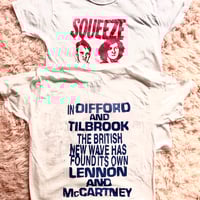 SQUEEZE
IN DIFFORD
AND
TILBROOK
THE BRITISH
NEW WAVE HAS
FOUND ITS OWN
LENNON
AND
McCARTNEY